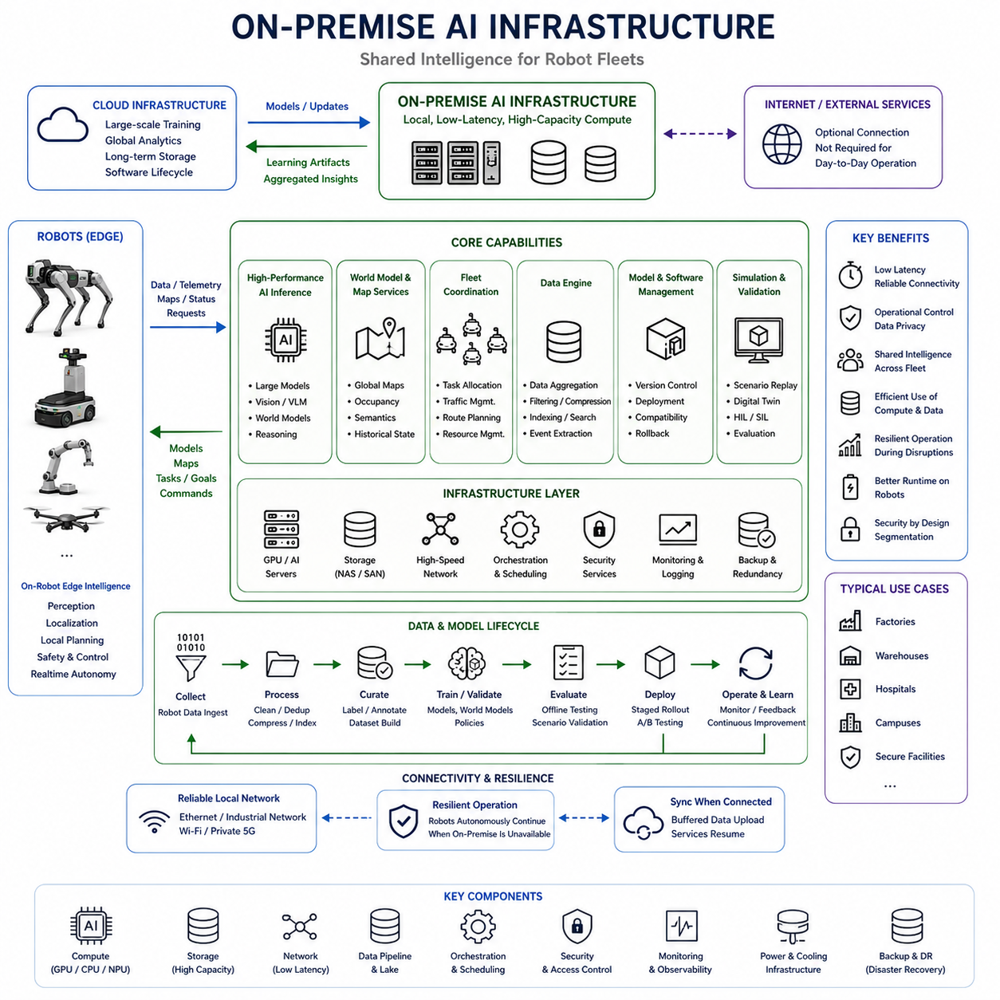 ON-PREMISE AI INFRASTRUCTURE
Shared Intelligence for Robot Fleets
CLOUD INFRASTRUCTURE
Large-scale Training
Global Analytics
Long-term Storage
Software Lifecycle
Models / Updates
Learning Artifacts
Aggregated Insights
ON-PREMISE AI INFRASTRUCTURE
Local, Low-Latency, High-Capacity Compute
INTERNET / EXTERNAL SERVICES
Optional Connection
Not Required for
Day-to-Day Operation
ROBOTS (EDGE)
...
On-Robot Edge Intelligence
Perception
Localization
Local Planning
Safety & Control
Realtime Autonomy
Data / Telemetry
Maps / Status
Requests
Models
Maps
Tasks / Goals
Commands
CORE CAPABILITIES
High-Performance
AI Inference
AI
• Large Models
• Vision / VLM
• World Models
• Reasoning
World Model &
Map Services
• Global Maps
• Occupancy
• Semantics
• Historical State
Fleet
Coordination
• Task Allocation
• Traffic Mgmt.
• Route Planning
• Resource Mgmt.
Data Engine
• Data Aggregation
• Filtering / Compression
• Indexing / Search
• Event Extraction
Model & Software
Management
• Version Control
• Deployment
• Compatibility
• Rollback
Simulation &
Validation
• Scenario Replay
• Digital Twin
• HIL / SIL
• Evaluation
INFRASTRUCTURE LAYER
GPU / AI
Servers
Storage
(NAS / SAN)
High-Speed
Network
Orchestration
& Scheduling
Security
Services
Monitoring &
Logging
Backup &
Redundancy
KEY BENEFITS
Low Latency
Reliable Connectivity
Operational Control
Data Privacy
Shared Intelligence
Across Fleet
Efficient Use of
Compute & Data
Resilient Operation
During Disruptions
Better Runtime on
Robots
Security by Design
Segmentation
TYPICAL USE CASES
Factories
Warehouses
Hospitals
Campuses
Secure Facilities
...
DATA & MODEL LIFECYCLE
10101
01010
Collect
Robot Data Ingest
Process
Clean / Dedup
Compress / Index
Curate
Label / Annotate
Dataset Build
Train / Validate
Models, World Models
Policies
Evaluate
Offline Testing
Scenario Validation
Deploy
Staged Rollout
A/B Testing
Operate & Learn
Monitor / Feedback
Continuous Improvement
CONNECTIVITY & RESILIENCE
Reliable Local Network
Ethernet / Industrial Network
Wi-Fi / Private 5G
Resilient Operation
Robots Autonomously Continue
When On-Premise Is Unavailable
Sync When Connected
Buffered Data Upload
Services Resume
KEY COMPONENTS
AI
Compute
(GPU / CPU / NPU)
Storage
(High Capacity)
Network
(Low Latency)
Data Pipeline
& Lake
Orchestration
& Scheduling
Security
& Access Control
Monitoring
& Observability
Power & Cooling
Infrastructure
Backup & DR
(Disaster Recovery)